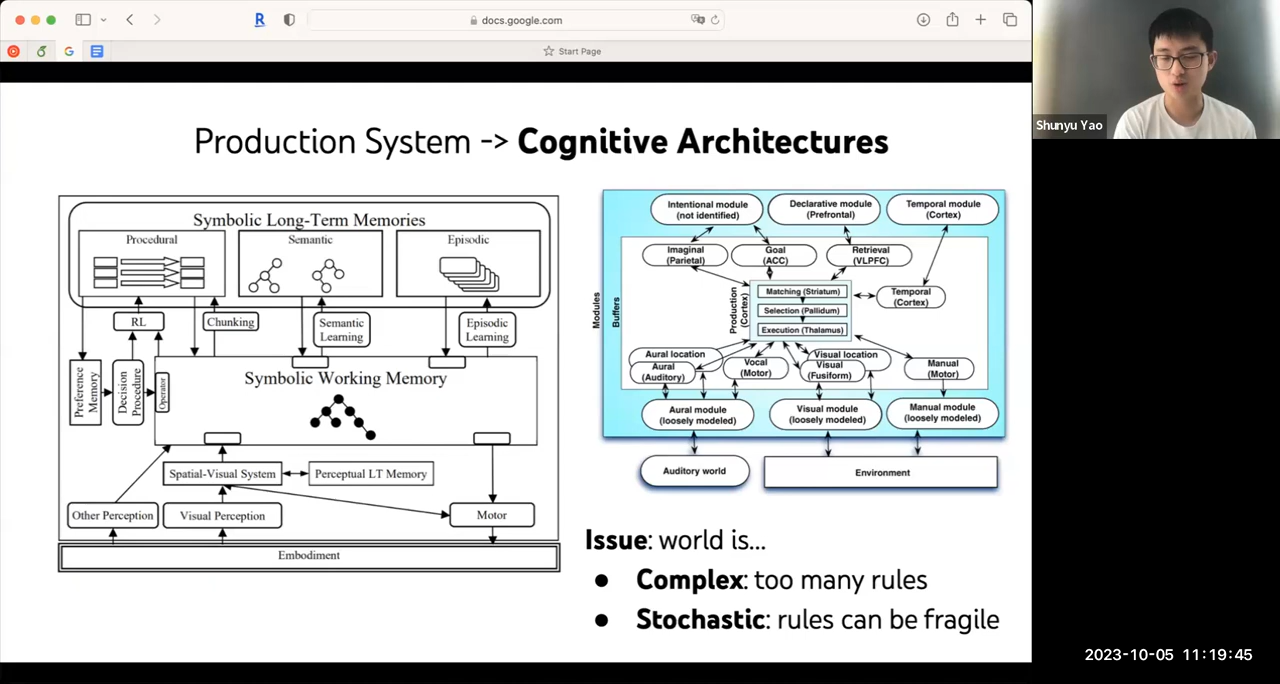 docs.google.com
Start Page
Shunyu Yao
Production System -> Cognitive Architectures
Symbolic Long-Term Memories
Procedural
Semantic
Episodic
RL
Chunking
Semantic
Learning
Episodic
Learning
Preference
Memory
Decision
Procedure
Operator
Symbolic Working Memory
Spatial-Visual System
Perceptual LT Memory
Other Perception
Visual Perception
Motor
Embodiment
Modules
Buffers
Intentional module
(not identified)
Declarative module
(Prefrontal)
Temporal module
(Cortex)
Imaginal
(Parietal)
Goal
(ACC)
Retrieval
(VLPFC)
Production
(Cortex)
Matching (Striatum)
Selection (Pallidum)
Execution (Thalamus)
Temporal
(Cortex)
Aural location
Aural
(Auditory)
Vocal
(Motor)
Visual location
Visual
(Fusiform)
Manual
(Motor)
Aural module
(loosely modeled)
Visual module
(loosely modeled)
Manual module
(loosely modeled)
Auditory world
Environment
Issue: world is...
● Complex: too many rules
● Stochastic: rules can be fragile
2023-10-05 11:19:45